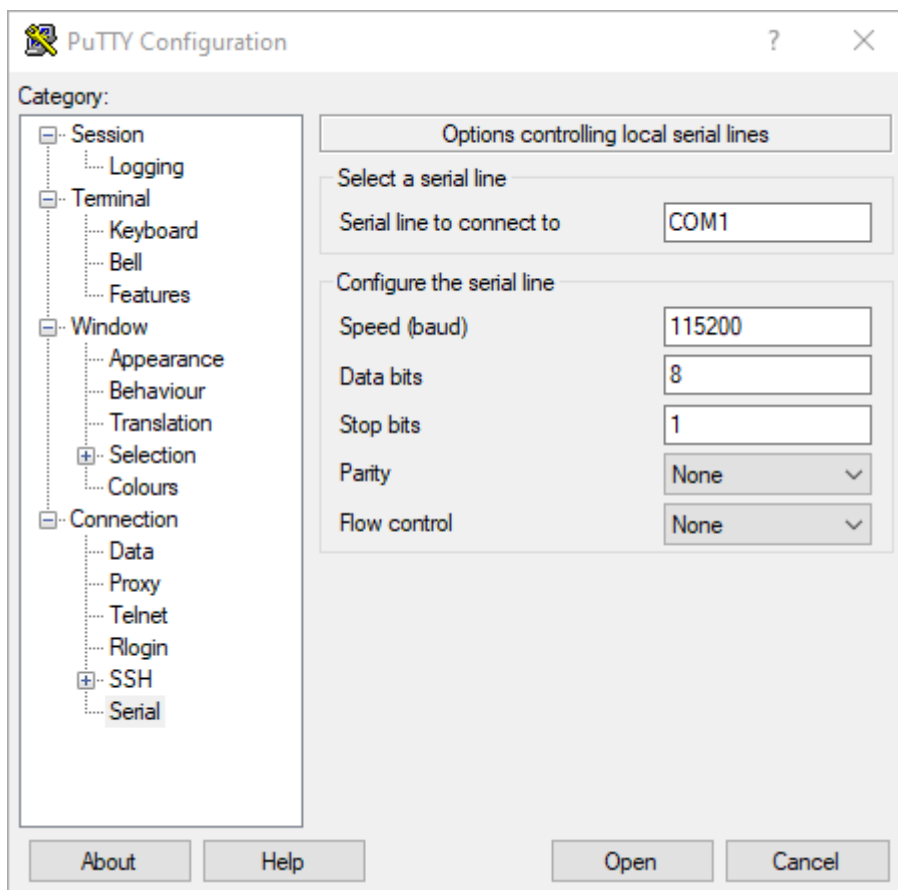 PuTTY Configuration
?
Category:
Session
Logging
Terminal
Keyboard
Bell
Features
Window
Appearance
Behaviour
Translation
Selection
Colours
Connection
Data
Proxy
Telnet
Rlogin
SSH
Serial
Options controlling local serial lines
Select a serial line
Serial line to connect to COM1
Configure the serial line
Speed (baud) 115200
Data bits 8
Stop bits 1
Parity None
Flow control None
About Help Open Cancel